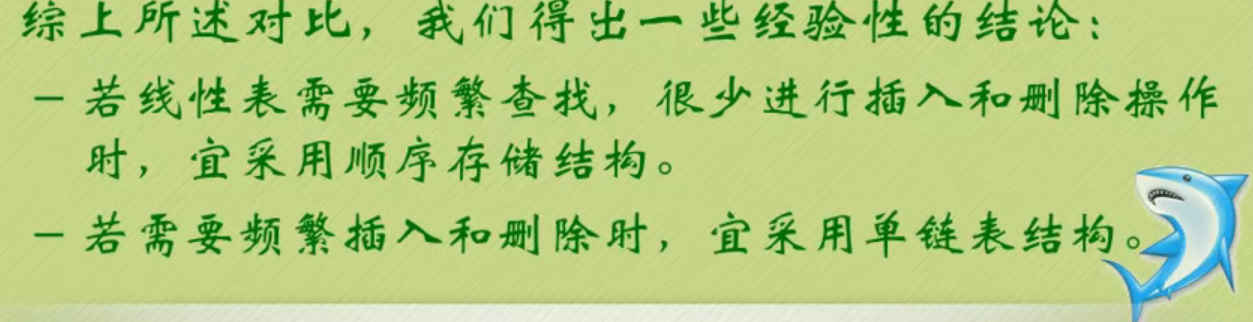 综上所述对比，我们得出一些经验性的结论：
– 若线性表需要频繁查找，很少进行插入和删除操作
时，宜采用顺序存储结构。
– 若需要频繁插入和删除时，宜采用单链表结构。